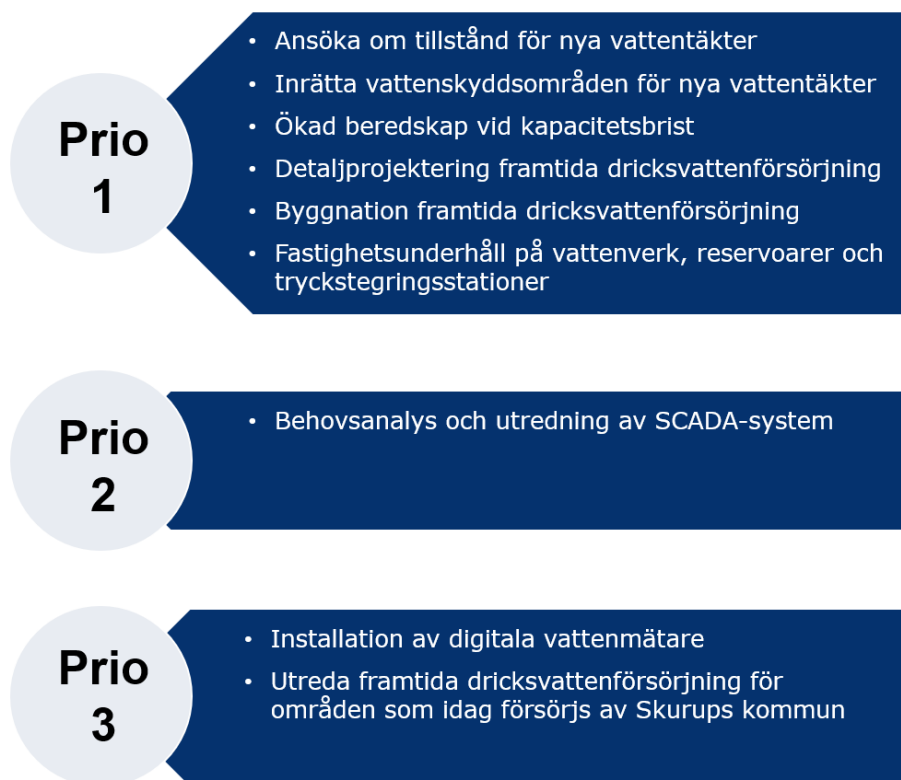 Prio
1
• Ansöka om tillstånd för nya vattentäkter
• Inrätta vattenskyddsområden för nya vattentäkter
• Ökad beredskap vid kapacitetsbrist
• Detaljprojektering framtida dricksvattenförsörjning
• Byggnation framtida dricksvattenförsörjning
• Fastighetsunderhåll på vattenverk, reservoarer och
tryckstegringsstationer
Prio
2
• Behovsanalys och utredning av SCADA-system
Prio
3
• Installation av digitala vattenmätare
• Utreda framtida dricksvattenförsörjning för
områden som idag försörjs av Skurups kommun